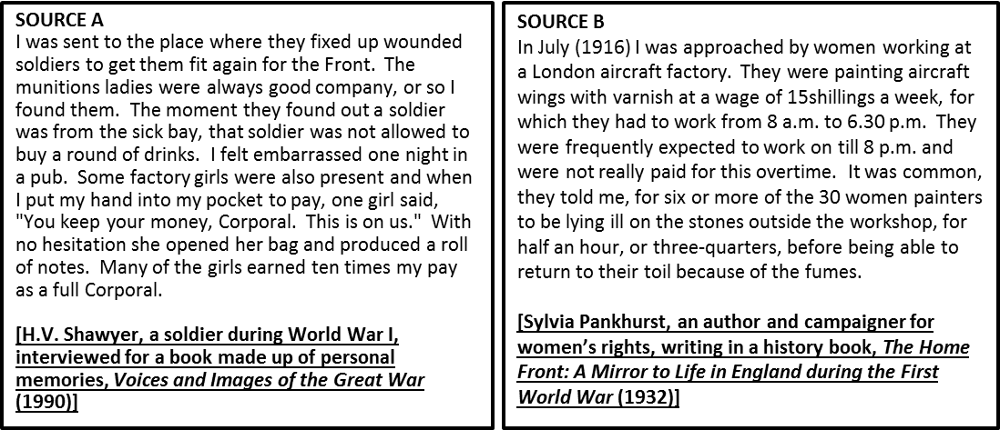 SOURCE A
I was sent to the place where they fixed up wounded
soldiers to get them fit again for the Front.  The
munitions ladies were always good company, or so I
found them.  The moment they found out a soldier
was from the sick bay, that soldier was not allowed to
buy a round of drinks.  I felt embarrassed one night in
a pub.  Some factory girls were also present and when
I put my hand into my pocket to pay, one girl said,
"You keep your money, Corporal.  This is on us."  With
no hesitation she opened her bag and produced a roll
of notes.  Many of the girls earned ten times my pay
as a full Corporal.
[H.V. Shawyer, a soldier during World War I,
interviewed for a book made up of personal
memories, Voices and Images of the Great War
(1990)]
SOURCE B
In July (1916) I was approached by women working at
a London aircraft factory.  They were painting aircraft
wings with varnish at a wage of 15shillings a week, for
which they had to work from 8 a.m. to 6.30 p.m.  They
were frequently expected to work on till 8 p.m. and
were not really paid for this overtime.  It was common,
they told me, for six or more of the 30 women painters
to be lying ill on the stones outside the workshop, for
half an hour, or three-quarters, before being able to
return to their toil because of the fumes.
[Sylvia Pankhurst, an author and campaigner for
women’s rights, writing in a history book, The Home
Front: A Mirror to Life in England during the First
World War (1932)]